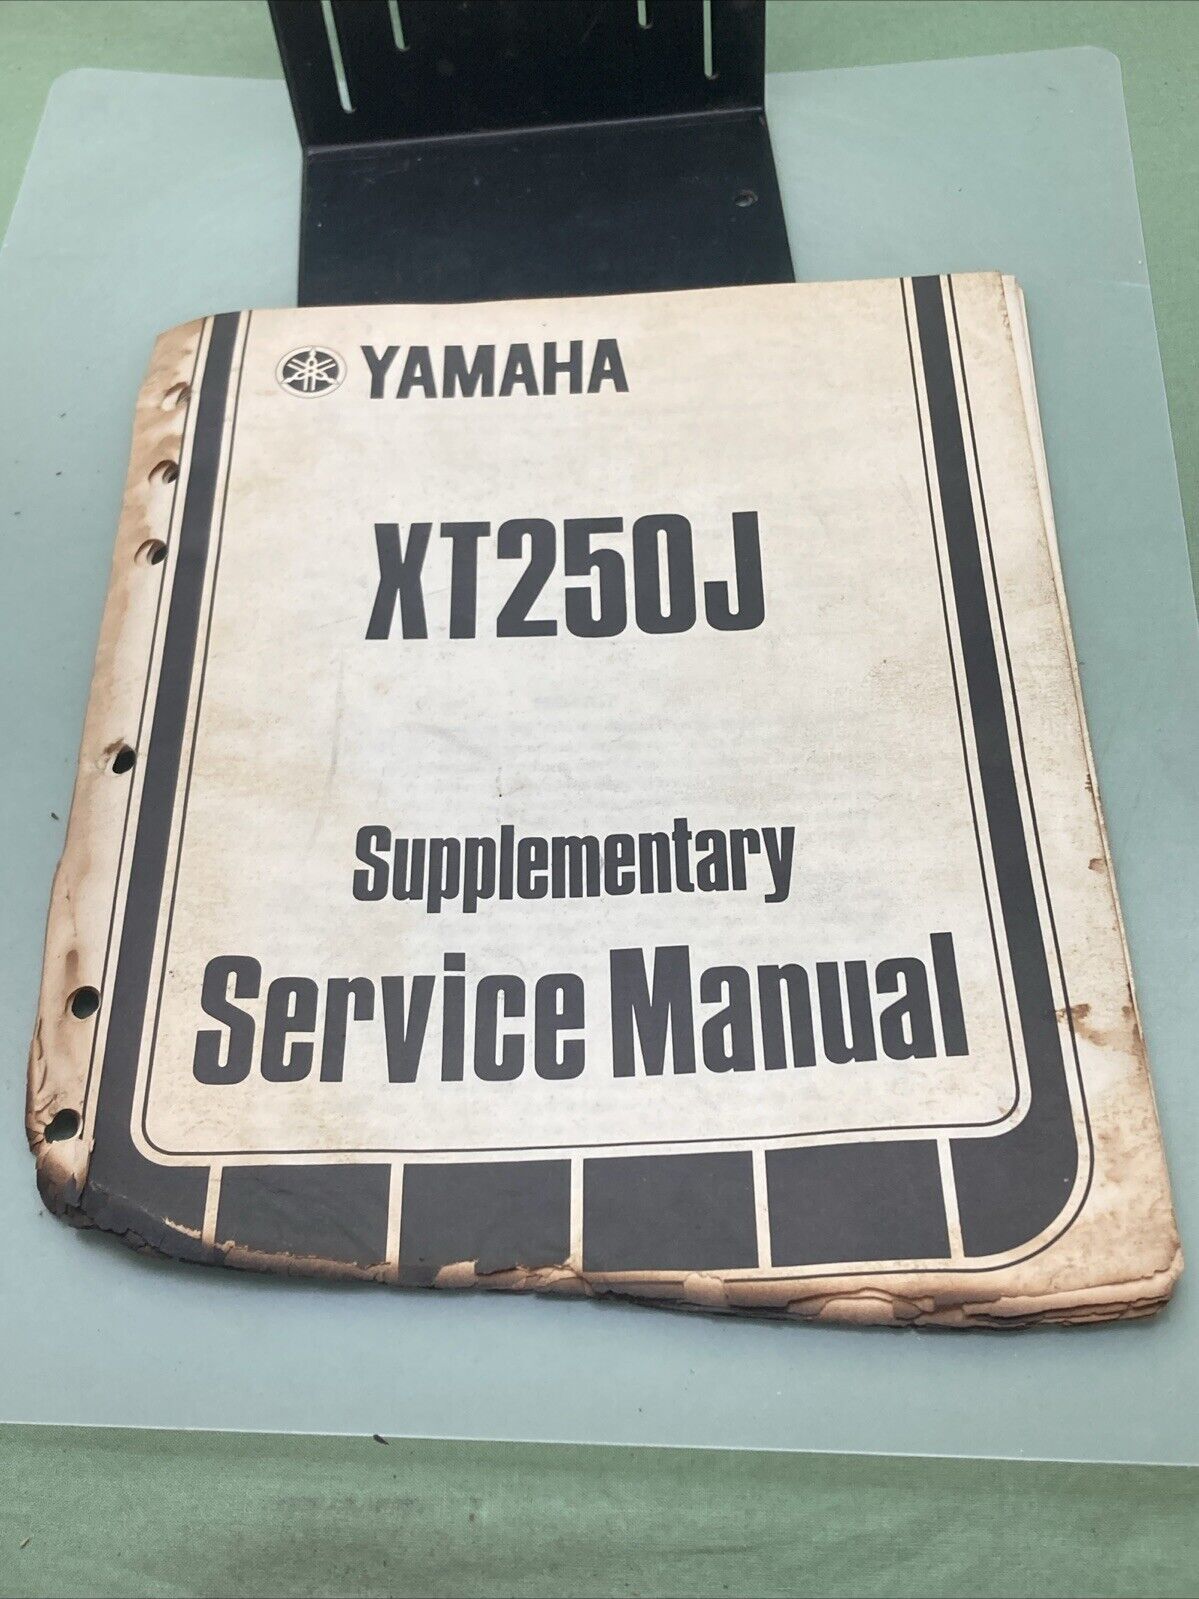 YAMAHA
XT250J
Supplementary
Service Manual